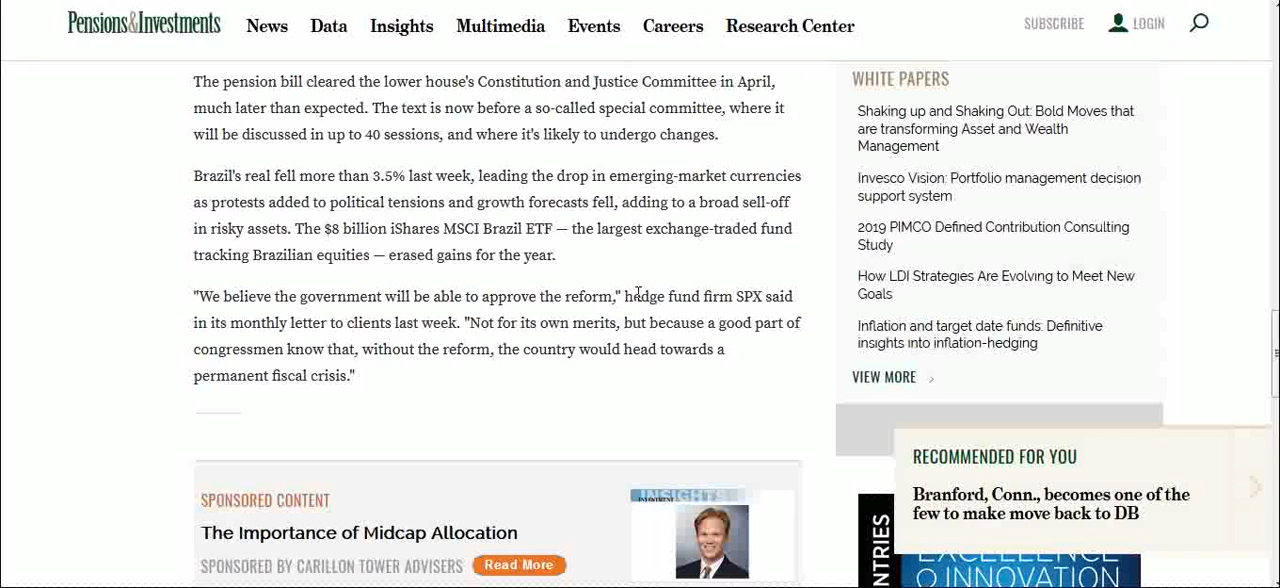 Pensions&Investments
News
Data
Insights
Multimedia
Events
Careers
Research Center
SUBSCRIBE
LOGIN
The pension bill cleared the lower house's Constitution and Justice Committee in April,
much later than expected. The text is now before a so-called special committee, where it
will be discussed in up to 40 sessions, and where it's likely to undergo changes.
Brazil's real fell more than 3.5% last week, leading the drop in emerging-market currencies
as protests added to political tensions and growth forecasts fell, adding to a broad sell-off
in risky assets. The $8 billion iShares MSCI Brazil ETF — the largest exchange-traded fund
tracking Brazilian equities — erased gains for the year.
"We believe the government will be able to approve the reform," hedge fund firm SPX said
in its monthly letter to clients last week. "Not for its own merits, but because a good part of
congressmen know that, without the reform, the country would head towards a
permanent fiscal crisis."
SPONSORED CONTENT
The Importance of Midcap Allocation
SPONSORED BY CARILLON TOWER ADVISERS
Read More
INSIGHTS
WHITE PAPERS
Shaking up and Shaking Out: Bold Moves that
are transforming Asset and Wealth
Management
Invesco Vision: Portfolio management decision
support system
2019 PIMCO Defined Contribution Consulting
Study
How LDI Strategies Are Evolving to Meet New
Goals
Inflation and target date funds: Definitive
insights into inflation-hedging
VIEW MORE
RECOMMENDED FOR YOU
Branford, Conn., becomes one of the
few to make move back to DB
NTRIES
EXCELLENCE
INNOVATION